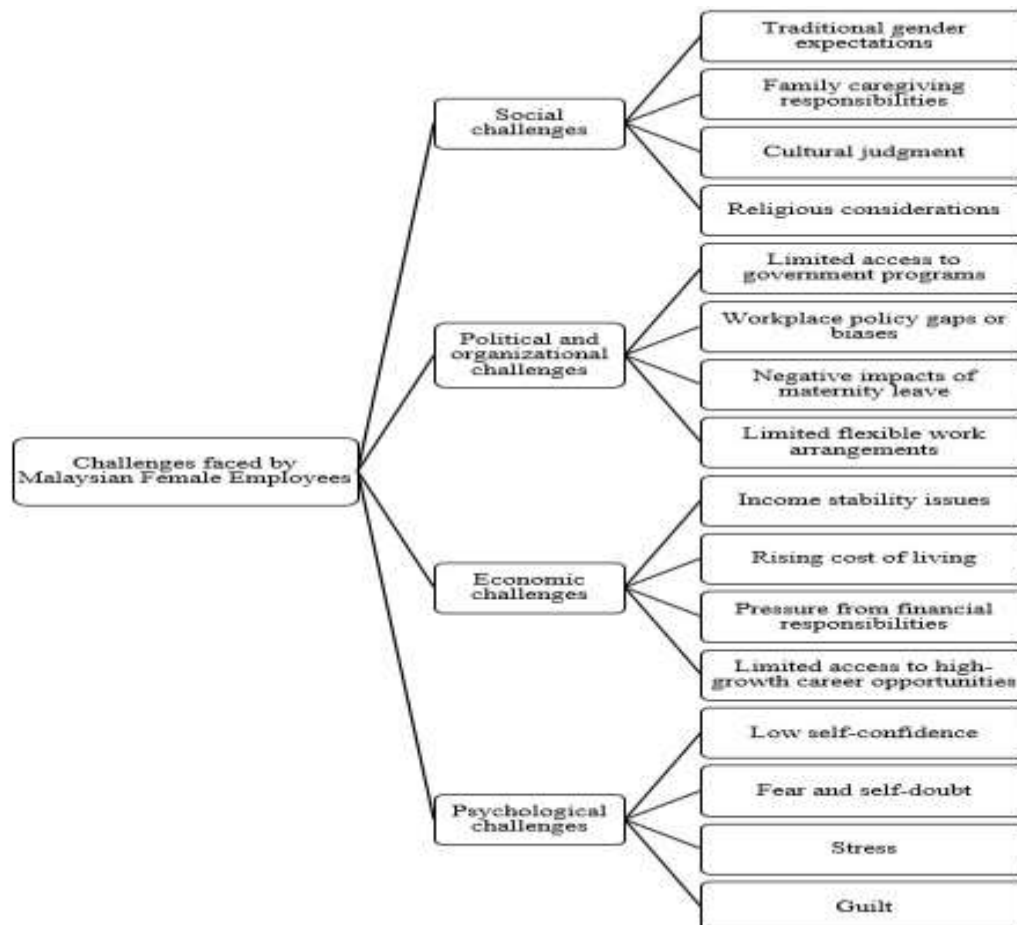 Challenges faced by
Malaysian Female Employees
Social
challenges
Traditional gender
expectations
Family caregiving
responsibilities
Cultural judgment
Religious considerations
Political and
organizational
challenges
Limited access to
government programs
Workplace policy gaps or
biases
Negative impacts of
maternity leave
Limited flexible work
arrangements
Economic
challenges
Income stability issues
Rising cost of living
Pressure from financial
responsibilities
Limited access to high-
growth career opportunities
Psychological
challenges
Low self-confidence
Fear and self-doubt
Stress
Guilt